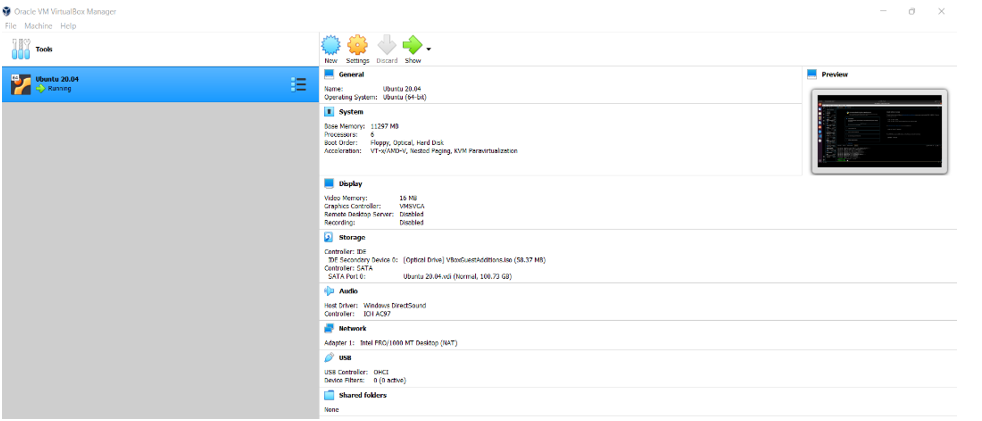 Oracle VM VirtualBox Manager
File Machine Help
Tools
Ubuntu 20.04
Running
New Settings Discard Show
General
Name: Ubuntu 20.04
Operating System: Ubuntu (64-bit)
System
Base Memory: 11297 MB
Processors: 6
Boot Order: Floppy, Optical, Hard Disk
Acceleration: VT-x/AMD-V, Nested Paging, KVM Paravirtualization
Display
Video Memory: 16 MB
Graphics Controller: VMSVGA
Remote Desktop Server: Disabled
Recording: Disabled
Storage
Controller: IDE
IDE Secondary Device 0: [Optical Drive] VBoxGuestAdditions.iso (58.37 MB)
Controller: SATA
SATA Port 0: Ubuntu 20.04.vdi (Normal, 100.73 GB)
Audio
Host Driver: Windows DirectSound
Controller: ICH AC97
Network
Adapter 1: Intel PRO/1000 MT Desktop (NAT)
USB
USB Controller: OHCI
Device Filters: 0 (0 active)
Shared folders
None
Preview